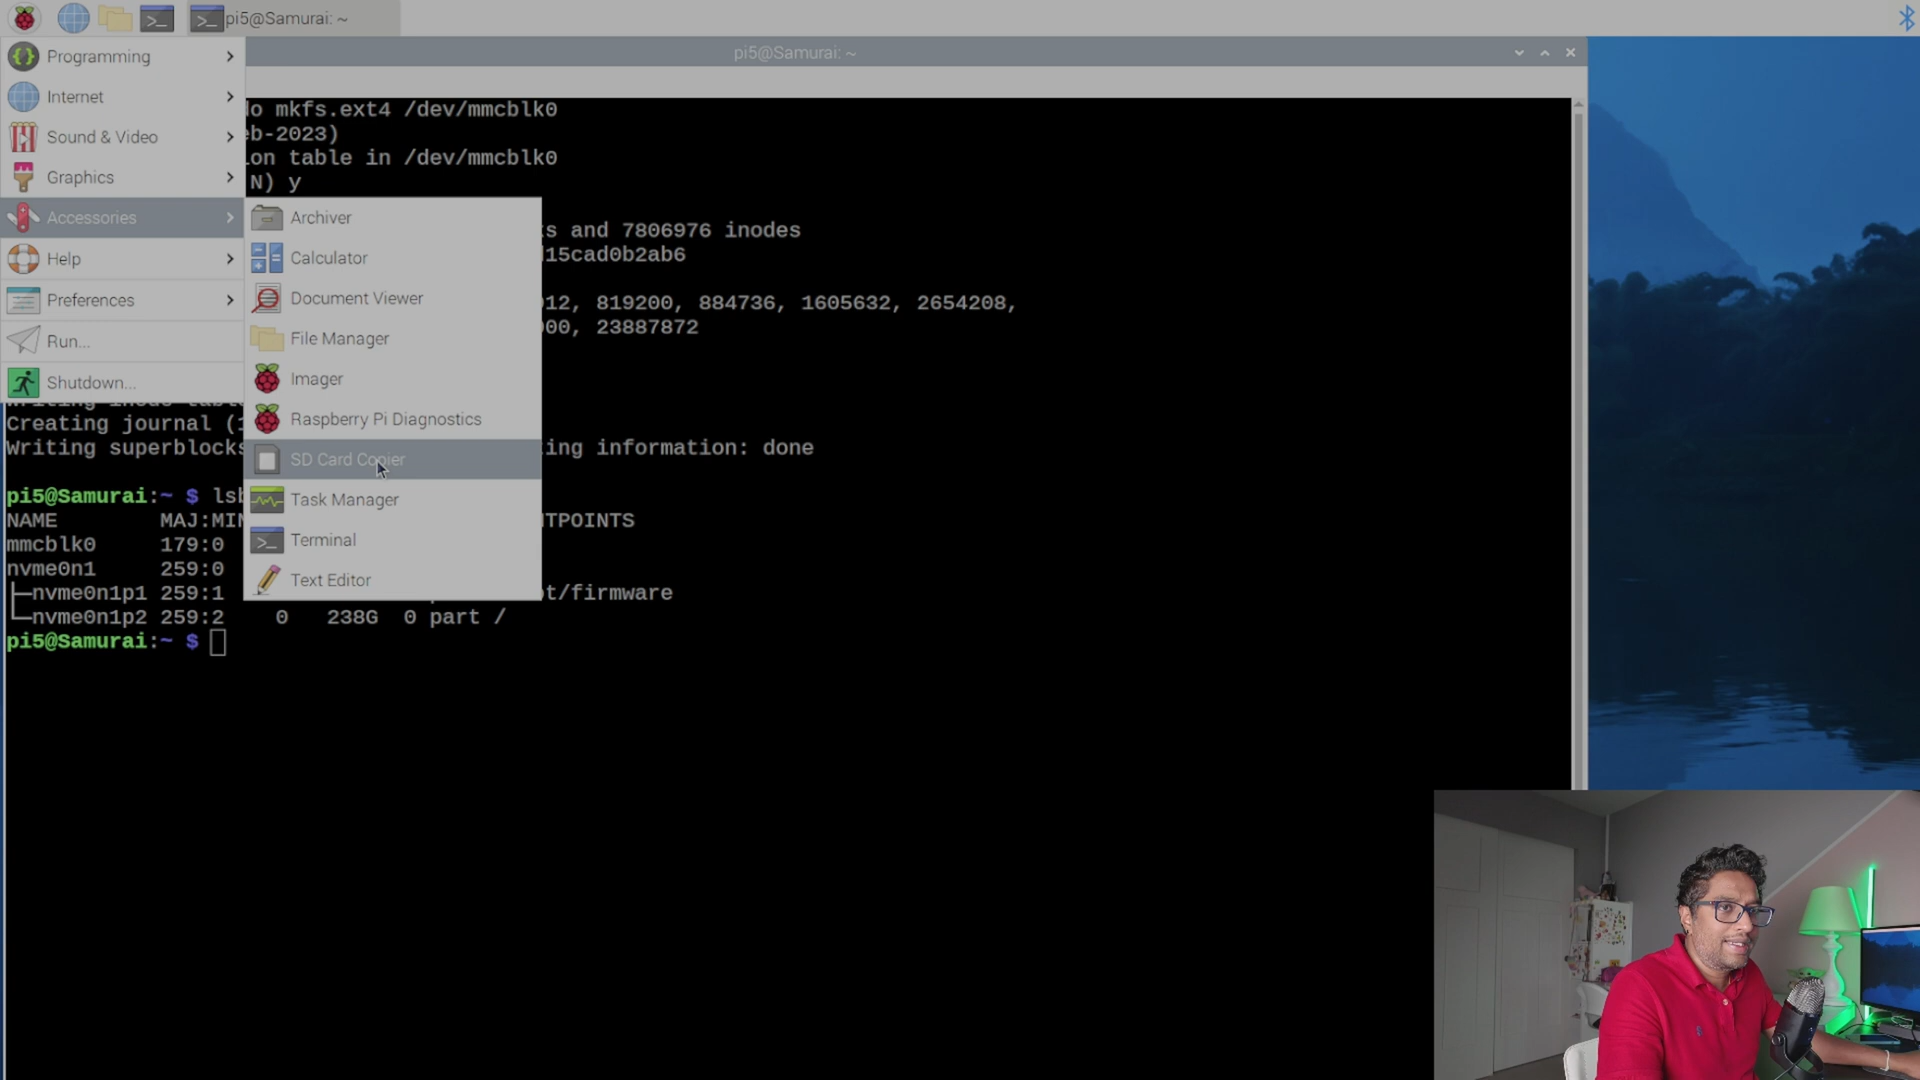 pi5@Samurai: ~
pi5@Samurai: ~
Programming
Internet
Sound & Video
Graphics
Accessories
Help
Preferences
Run...
Shutdown...
Archiver
Calculator
Document Viewer
File Manager
Imager
Raspberry Pi Diagnostics
SD Card Copier
Task Manager
Terminal
Text Editor
mkfs.ext4 /dev/mmcblk0
eb-2023)
table in /dev/mmcblk0
N) y
and 7806976 inodes
15cad0b2ab6
12, 819200, 884736, 1605632, 2654208,
00, 23887872
Creating journal
Writing superblocks ing information: done
pi5@Samurai:~ $ lsb
NAME MAJ:MIN TPOINTS
mmcblk0 179:0
nvme0n1 259:0
├─nvme0n1p1 259:1 t/firmware
└─nvme0n1p2 259:2 0 238G 0 part /
pi5@Samurai:~ $